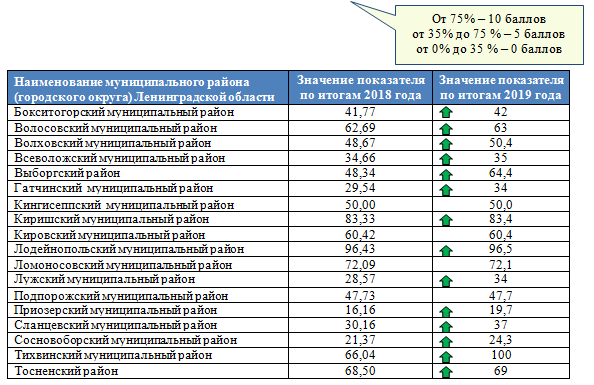 От 75% – 10 баллов
от 35% до 75 % – 5 баллов
от 0% до 35 % – 0 баллов
Наименование муниципального района (городского округа) Ленинградской области Значение показателя по итогам 2018 года Значение показателя по итогам 2019 года
Бокситогорский муниципальный район 41,77 42
Волосовский муниципальный район 62,69 63
Волховский муниципальный район 48,67 50,4
Всеволожский муниципальный район 34,66 35
Выборгский район 48,34 64,4
Гатчинский муниципальный район 29,54 34
Кингисеппский муниципальный район 50,00 50,0
Киришский муниципальный район 83,33 83,4
Кировский муниципальный район 60,42 60,4
Лодейнопольский муниципальный район 96,43 96,5
Ломоносовский муниципальный район 72,09 72,1
Лужский муниципальный район 28,57 34
Подпорожский муниципальный район 47,73 47,7
Приозерский муниципальный район 16,16 19,7
Сланцевский муниципальный район 30,16 37
Сосновоборский муниципальный район 21,37 24,3
Тихвинский муниципальный район 66,04 100
Тосненский район 68,50 69